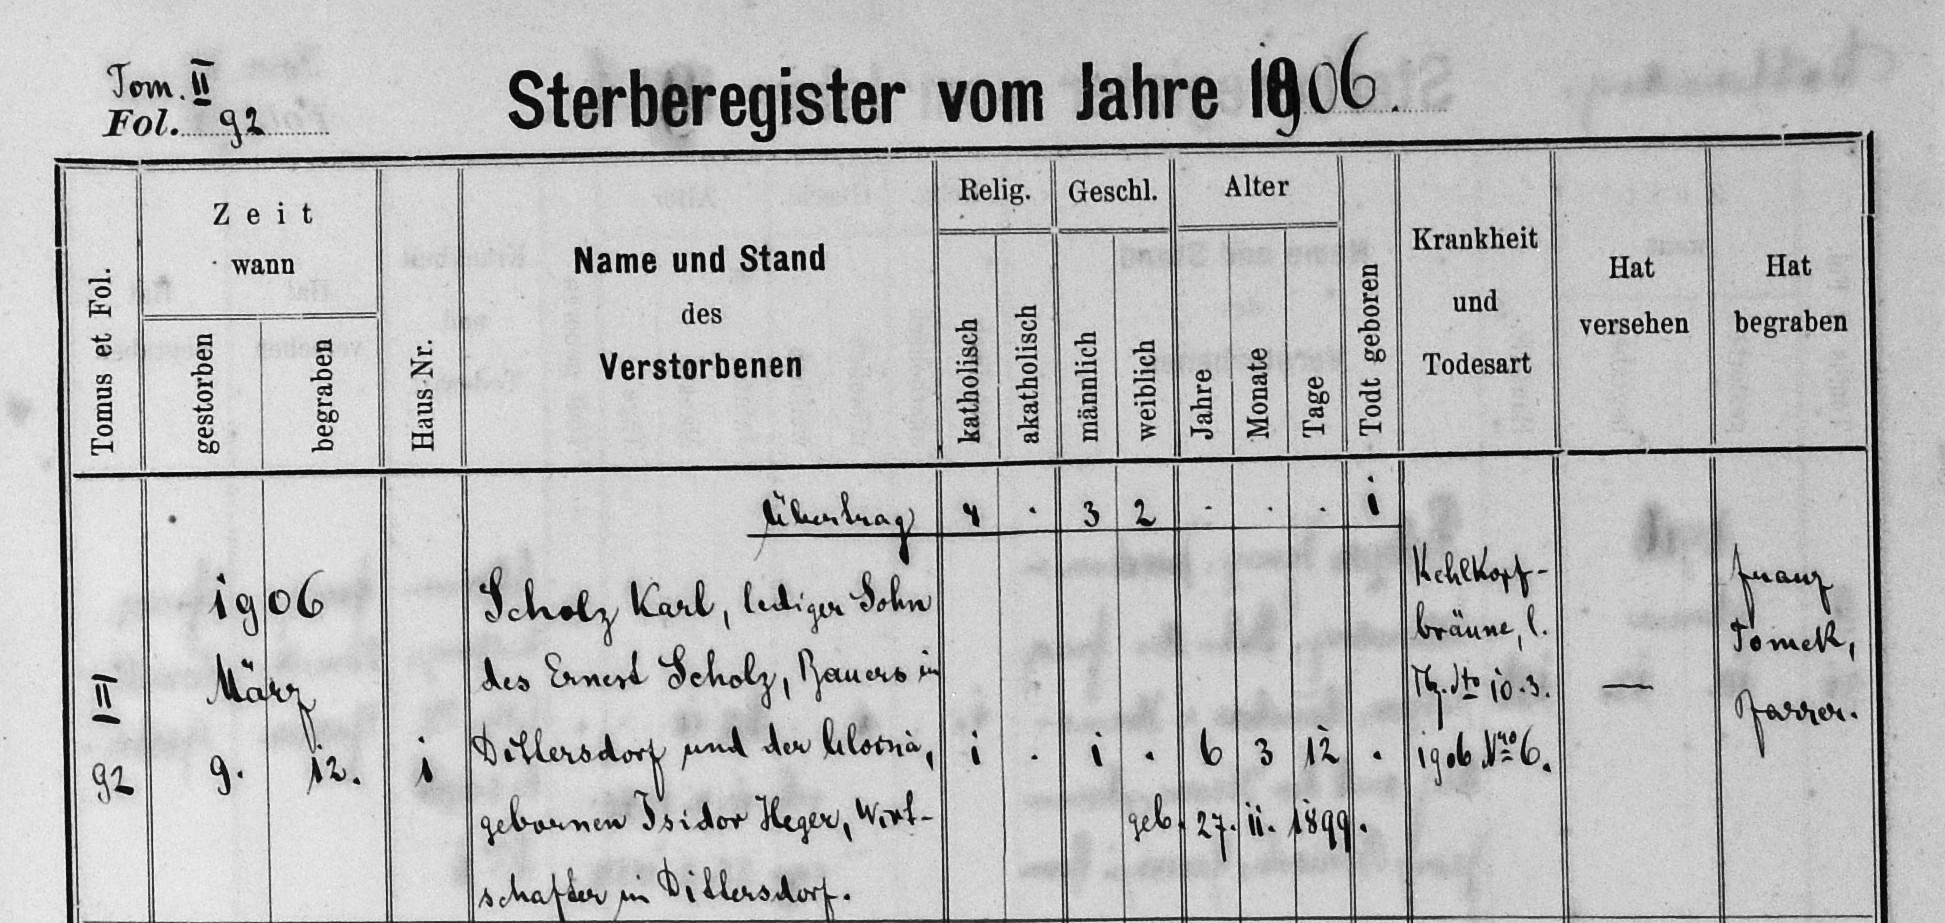 Tom. II
Fol. 92
Sterberegister vom Jahre 1906.
Tomus et Fol.
Zeit
wann
gestorben
begraben
Haus-Nr.
Name und Stand
des
Verstorbenen
Relig.
katholisch
akatholisch
Geschl.
männlich
weiblich
Alter
Jahre
Monate
Tage
Todt geboren
Krankheit
und
Todesart
Hat
versehen
Hat
begraben
Übertrag 4 . 3 2 . . . 1
1906
März
II
92 9. 12. 1
Scholz Karl, lediger Sohn
des Ernest Scholz, Bauers in
Dittersdorf und der
gebornen Isidor Heger, Wirt-
schafter in Dittersdorf.
1 . 1 . 6 3 12 .
geb. 27. 11. 1899.
Kehlkopf-
bräune, l.
dto 10.3.
1906 No 6.
—
Franz
Tomek,
Pfarrer.